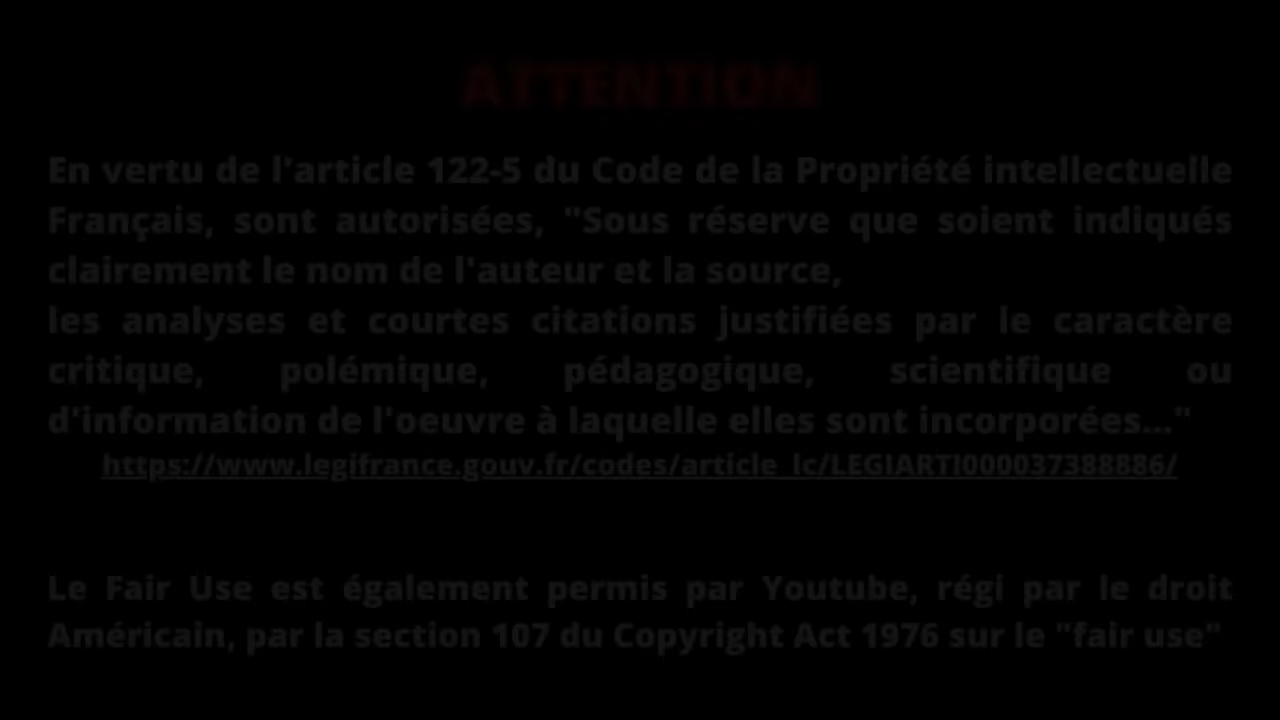 ATTENTION
En vertu de l'article 122-5 du Code de la Propriété intellectuelle
Français, sont autorisées, "Sous réserve que soient indiqués
clairement le nom de l'auteur et la source,
les analyses et courtes citations justifiées par le caractère
critique, polémique, pédagogique, scientifique ou
d'information de l'oeuvre à laquelle elles sont incorporées..."
https://www.legifrance.gouv.fr/codes/article_lc/LEGIARTI000037388886/
Le Fair Use est également permis par Youtube, régi par le droit
Américain, par la section 107 du Copyright Act 1976 sur le "fair use"